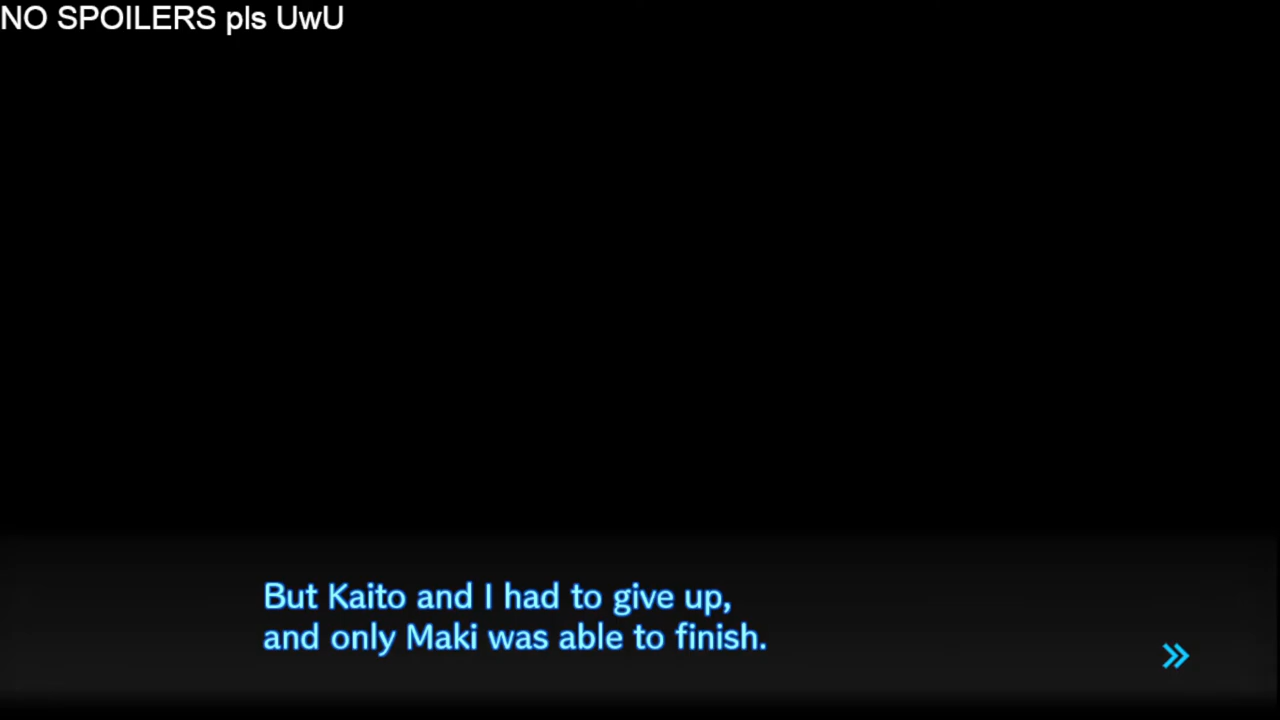 NO SPOILERS pls UwU
But Kaito and I had to give up,
and only Maki was able to finish.